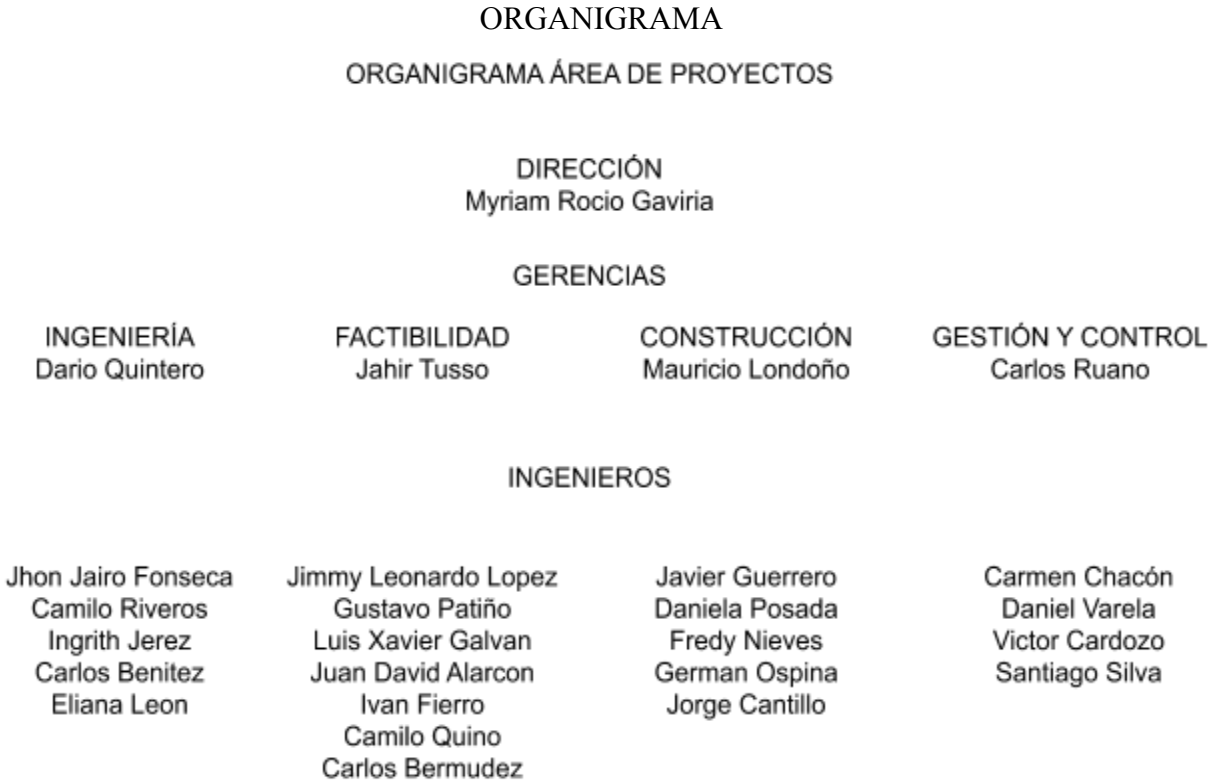 ORGANIGRAMA
ORGANIGRAMA ÁREA DE PROYECTOS
DIRECCIÓN
Myriam Rocio Gaviria
GERENCIAS
INGENIERÍA FACTIBILIDAD CONSTRUCCIÓN GESTIÓN Y CONTROL
Dario Quintero Jahir Tusso Mauricio Londoño Carlos Ruano
INGENIEROS
Jhon Jairo Fonseca Jimmy Leonardo Lopez Javier Guerrero Carmen Chacón
Camilo Riveros Gustavo Patiño Daniela Posada Daniel Varela
Ingrith Jerez Luis Xavier Galvan Fredy Nieves Victor Cardozo
Carlos Benitez Juan David Alarcon German Ospina Santiago Silva
Eliana Leon Ivan Fierro Jorge Cantillo
Camilo Quino
Carlos Bermudez